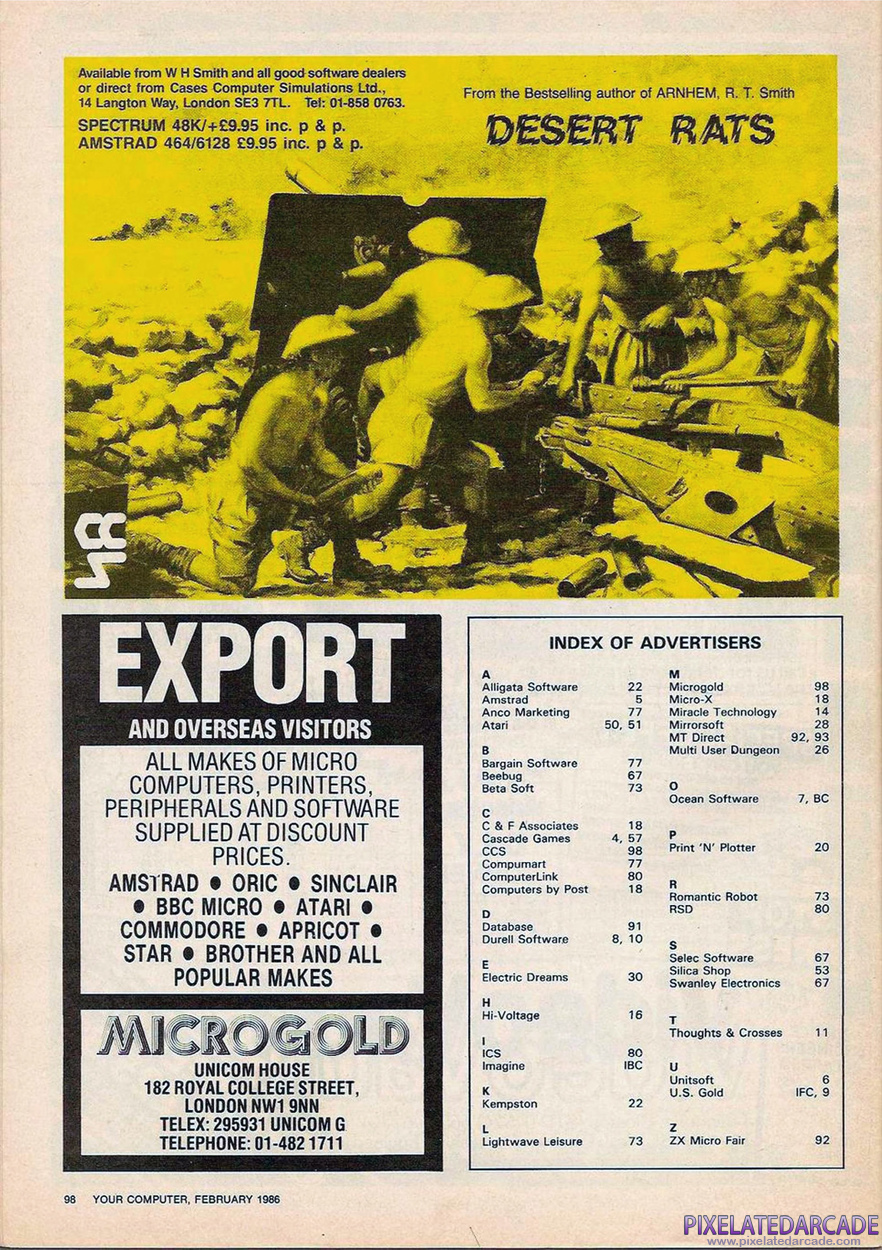 Available from W H Smith and all good software dealers
or direct from Cases Computer Simulations Ltd.,
14 Langton Way, London SE3 7TL. Tel: 01-858 0763.
SPECTRUM 48K/+£9.95 inc. p & p.
AMSTRAD 464/6128 £9.95 inc. p & p.
From the Bestselling author of ARNHEM, R. T. Smith
DESERT RATS
EXPORT
AND OVERSEAS VISITORS
ALL MAKES OF MICRO
COMPUTERS, PRINTERS,
PERIPHERALS AND SOFTWARE
SUPPLIED AT DISCOUNT
PRICES.
AMSTRAD ● ORIC ● SINCLAIR
● BBC MICRO ● ATARI ●
COMMODORE ● APRICOT ●
STAR ● BROTHER AND ALL
POPULAR MAKES
MICROGOLD
UNICOM HOUSE
182 ROYAL COLLEGE STREET,
LONDON NW1 9NN
TELEX: 295931 UNICOM G
TELEPHONE: 01-482 1711
INDEX OF ADVERTISERS
A
Alligata Software 22
Amstrad 5
Anco Marketing 77
Atari 50, 51
B
Bargain Software 77
Beebug 67
Beta Soft 73
C
C & F Associates 18
Cascade Games 4, 57
CCS 98
Compumart 77
ComputerLink 80
Computers by Post 18
D
Database 91
Durell Software 8, 10
E
Electric Dreams 30
H
Hi-Voltage 16
I
ICS 80
Imagine IBC
K
Kempston 22
L
Lightwave Leisure 73
M
Microgold 98
Micro-X 18
Miracle Technology 14
Mirrorsoft 28
MT Direct 92, 93
Multi User Dungeon 26
O
Ocean Software 7, BC
P
Print 'N' Plotter 20
R
Romantic Robot 73
RSD 80
S
Selec Software 67
Silica Shop 53
Swanley Electronics 67
T
Thoughts & Crosses 11
U
Unitsoft 6
U.S. Gold IFC, 9
Z
ZX Micro Fair 92
98 YOUR COMPUTER, FEBRUARY 1986
PIXELATEDARCADE
www.pixelatedarcade.com